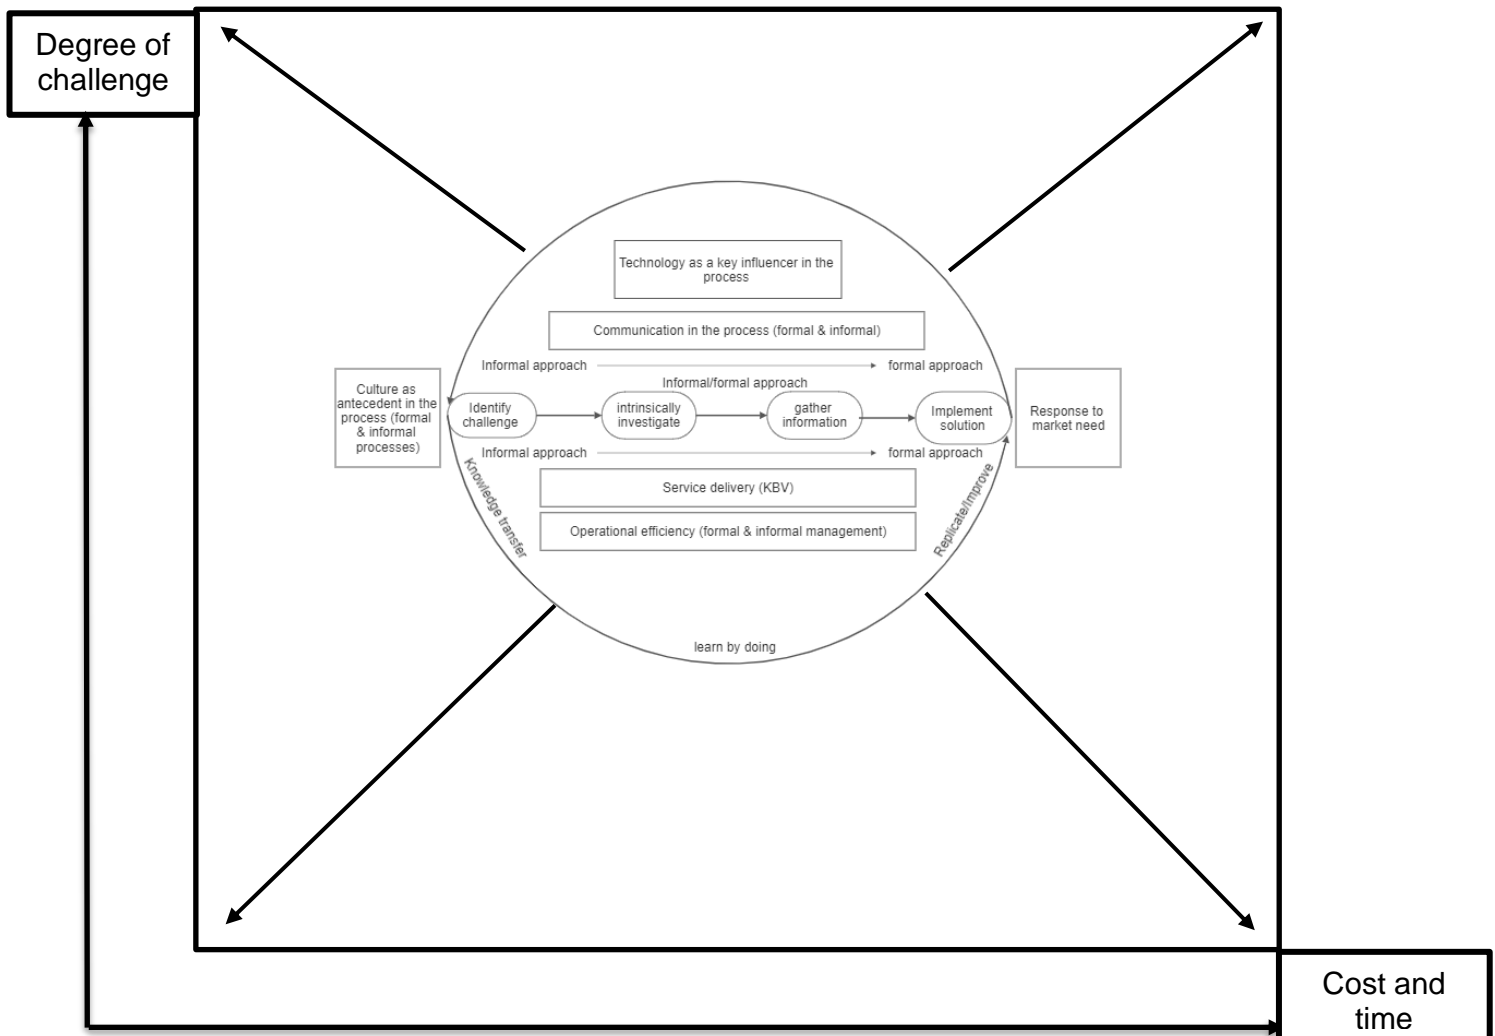 Degree of
challenge
Technology as a key influencer in the
process
Communication in the process (formal & informal)
Informal approach
formal approach
Informal/formal approach
Culture as
antecedent in the
process (formal
& informal
processes)
Identify
challenge
intrinsically
investigate
gather
information
Implement
solution
Response to
market need
Informal approach
formal approach
Knowledge transfer
Replicate/Improve
Service delivery (KBV)
Operational efficiency (formal & informal management)
learn by doing
Cost and
time